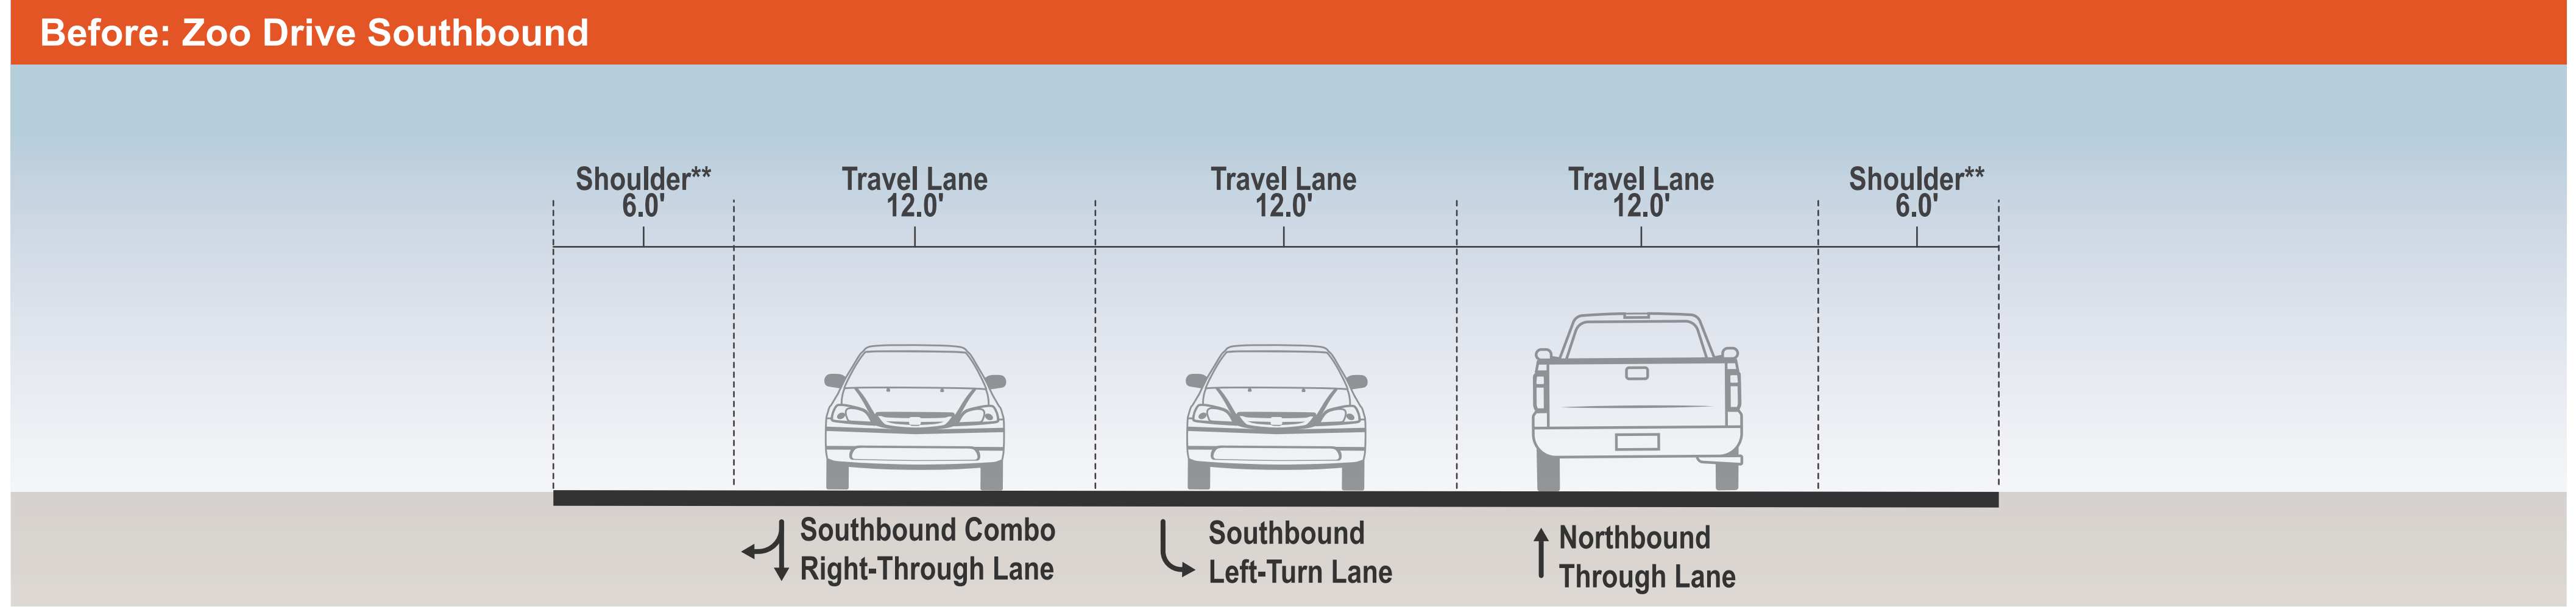 Before: Zoo Drive Southbound
Shoulder**
6.0'
Travel Lane
12.0'
Travel Lane
12.0'
Travel Lane
12.0'
Shoulder**
6.0'
Southbound Combo
Right-Through Lane
Southbound
Left-Turn Lane
Northbound
Through Lane